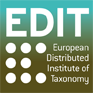 EDIT
European
Distributed
Institute of
Taxonomy